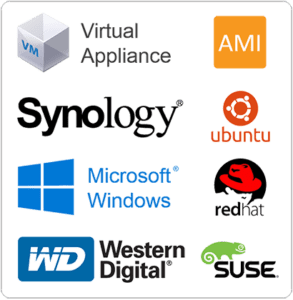 VM
Virtual
Appliance
AMI
Synology®
ubuntu
Microsoft®
Windows
redhat
WD
Western
Digital®
SUSE